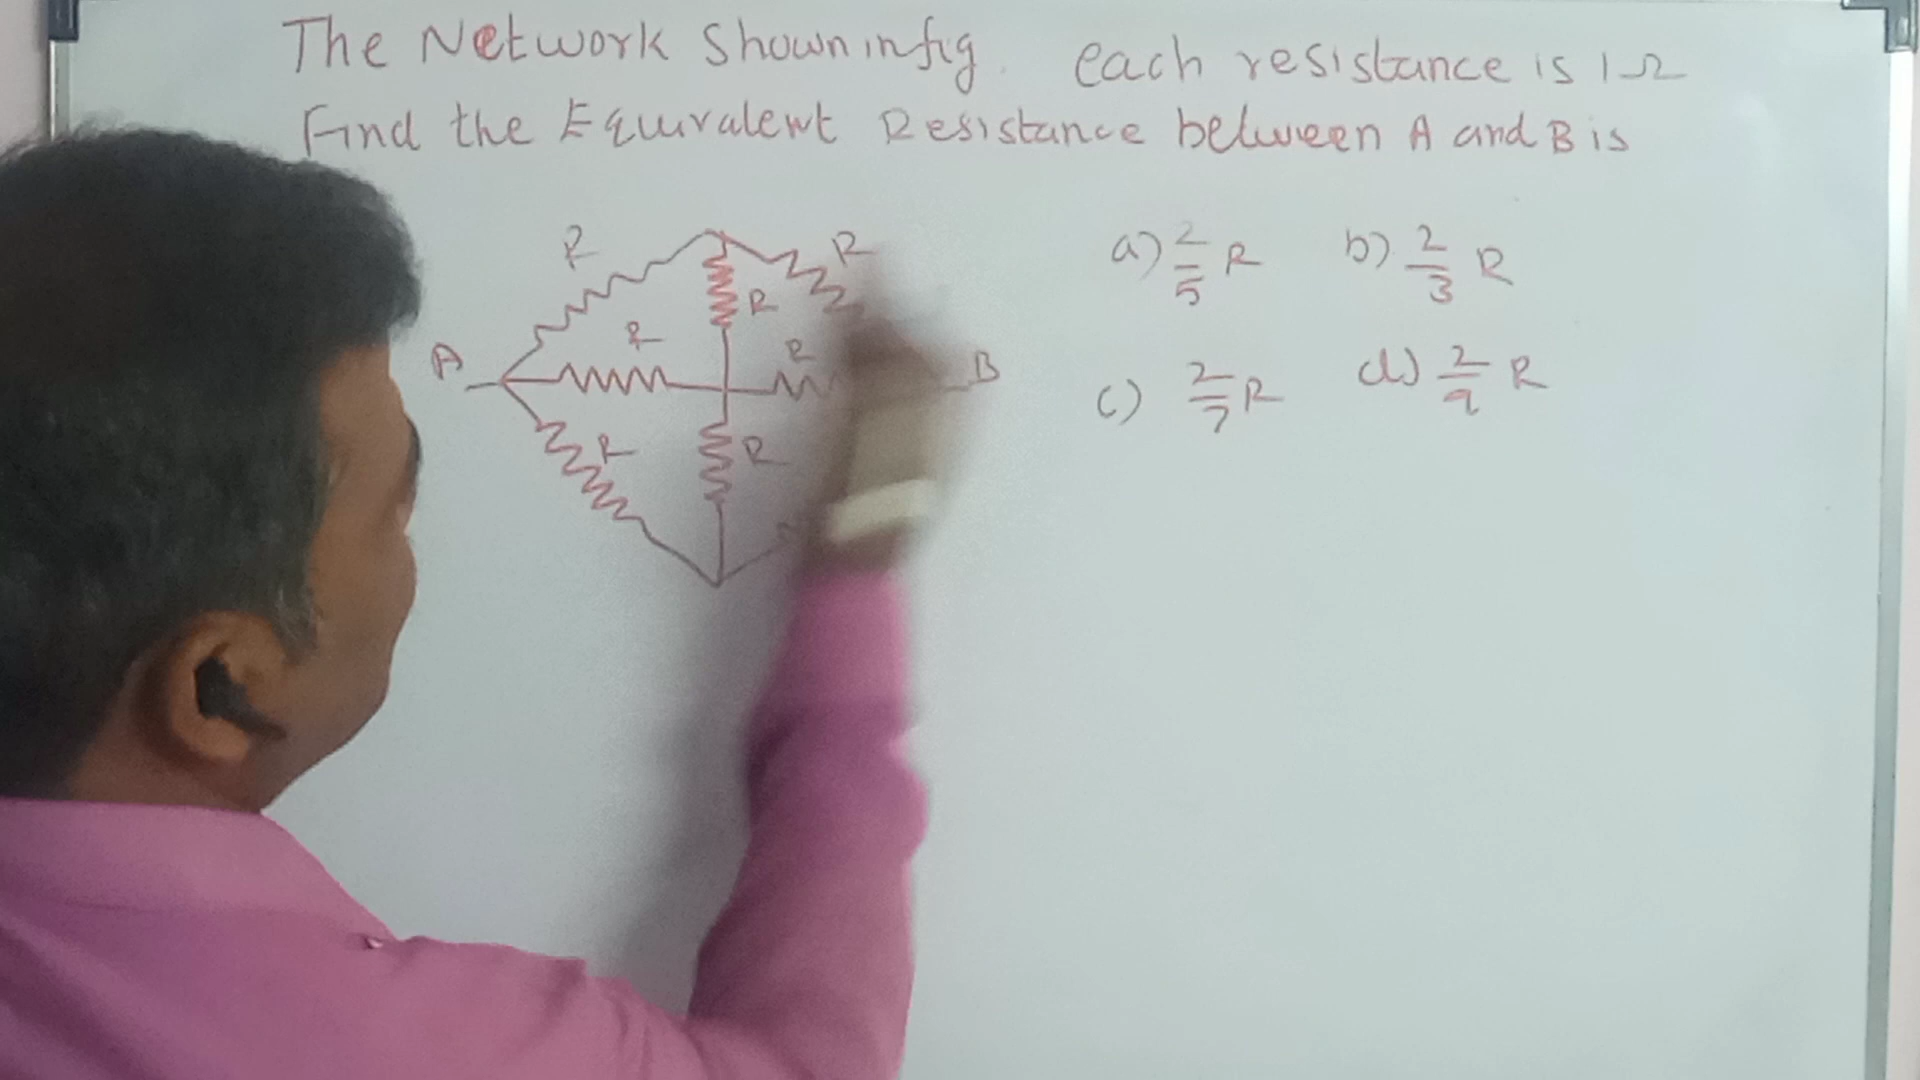 The Network Shown in fig. each resistance is 1Ω
Find the Equivalent Resistance between A and B is
R
R
R
R
R
A
B
R
R
a) 2/5 R b) 2/3 R
c) 2/7 R d) 2/9 R